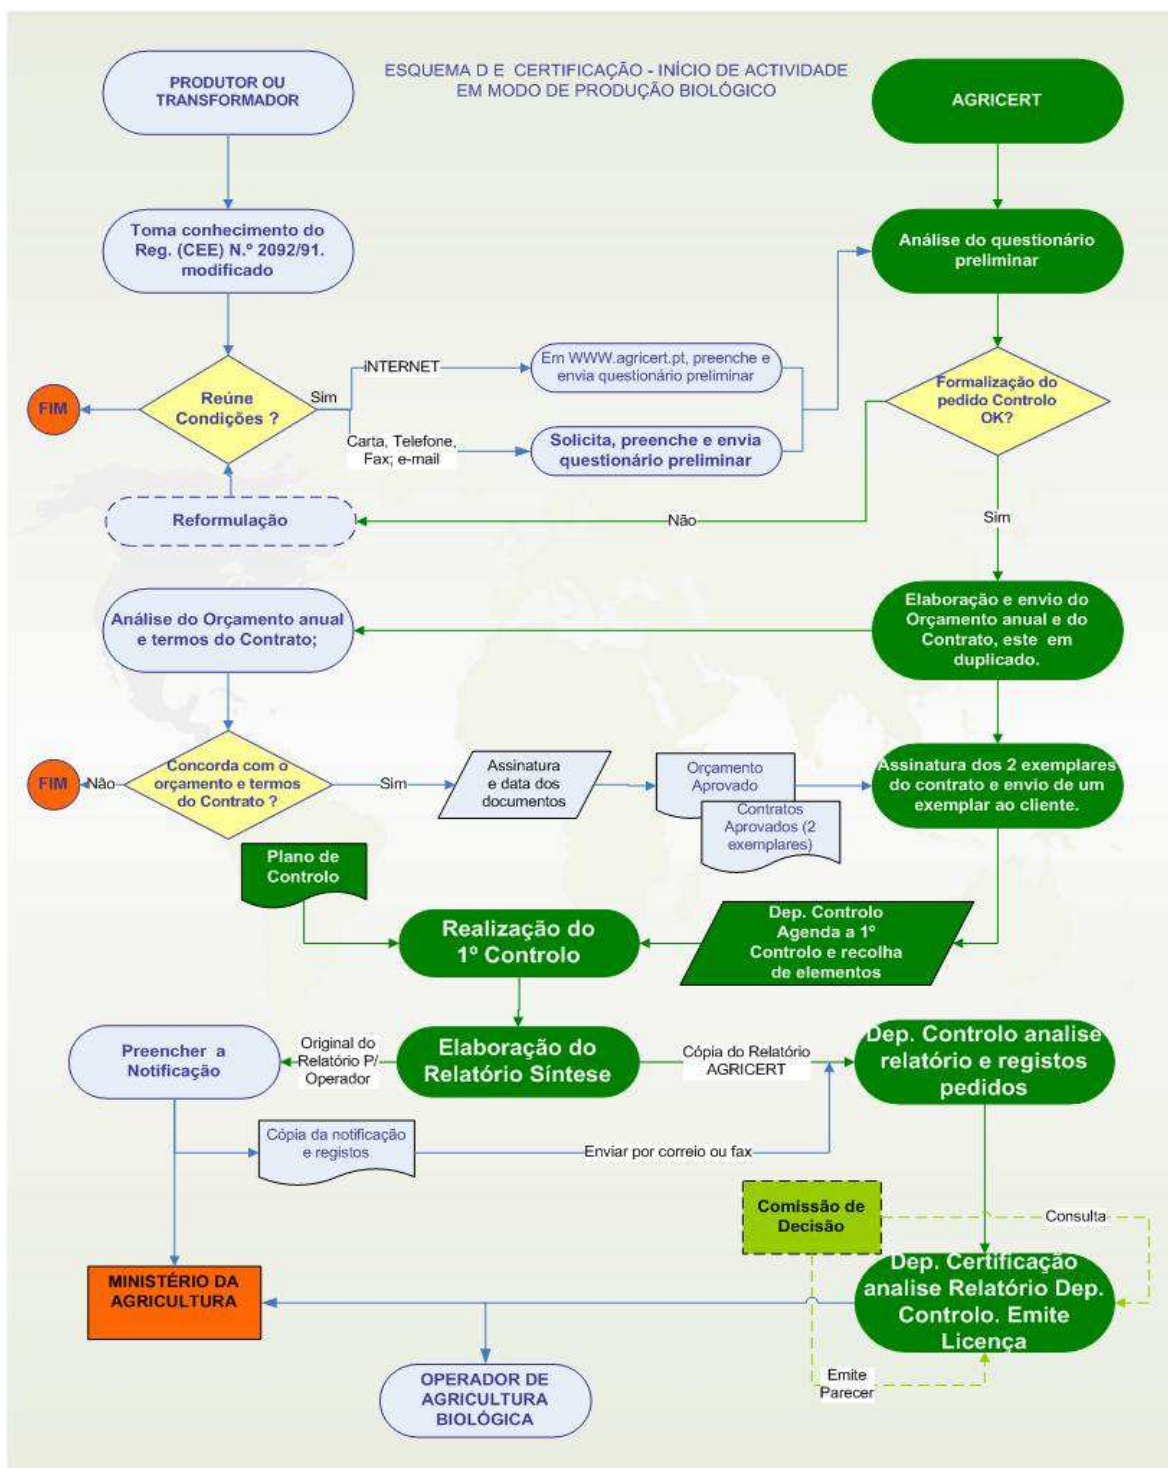 ESQUEMA D E  CERTIFICAÇÃO - INÍCIO DE ACTIVIDADE
EM MODO DE PRODUÇÃO BIOLÓGICO
PRODUTOR OU
TRANSFORMADOR
AGRICERT
Toma conhecimento do
Reg. (CEE) N.º 2092/91.
modificado
Análise do questionário
preliminar
Reúne
Condições ?
FIM
Sim
iNTERNET
Em WWW.agricert.pt, preenche e
envia questionário preliminar
Carta, Telefone,
Fax; e-mail
Solicita, preenche e envia
questionário preliminar
Formalização do
pedido Controlo
OK?
Reformulação
Não
Sim
Análise do Orçamento anual
e termos do Contrato;
Elaboração e envio do
Orçamento anual e do
Contrato, este  em
duplicado.
FIM
Não
Concorda com o
orçamento e termos
do Contrato ?
Sim
Assinatura
e data dos
documentos
Orçamento
Aprovado
Contratos
Aprovados (2
exemplares)
Assinatura dos 2 exemplares
do contrato e envio de um
exemplar ao cliente.
Plano de
Controlo
Realização do
1º Controlo
Dep. Controlo
Agenda a 1º
Controlo e recolha
de elementos
Preencher  a
Notificação
Original do
Relatório P/
Operador
Elaboração do
Relatório Síntese
Cópia do Relatório
AGRICERT
Dep. Controlo analise
relatório e registos
pedidos
Cópia da notificação
e registos
Enviar por correio ou fax
Comissão de
Decisão
Consulta
MINISTÉRIO DA
AGRICULTURA
Dep. Certificação
analise Relatório Dep.
Controlo. Emite
Licença
Emite
Parecer
OPERADOR DE
AGRICULTURA
BIOLÓGICA